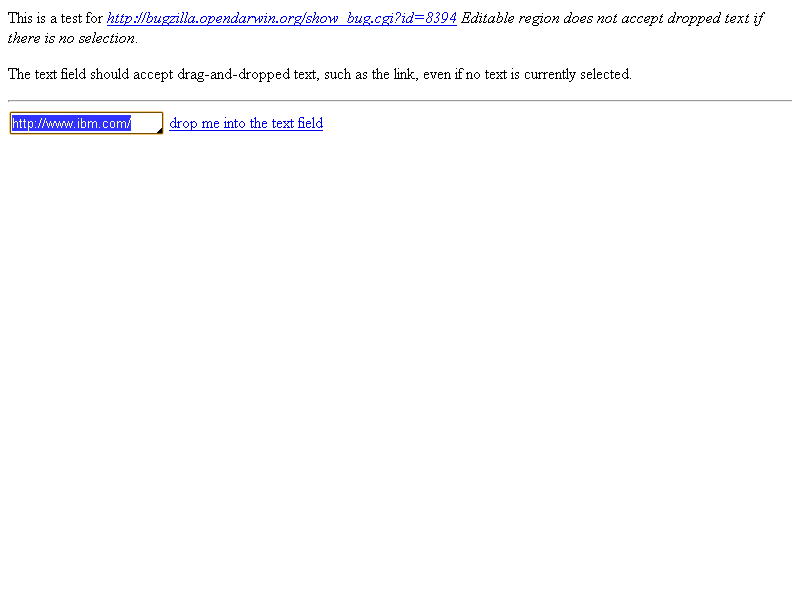 This is a test for http://bugzilla.opendarwin.org/show_bug.cgi?id=8394 Editable region does not accept dropped text if
there is no selection.
The text field should accept drag-and-dropped text, such as the link, even if no text is currently selected.
http://www.ibm.com/ drop me into the text field